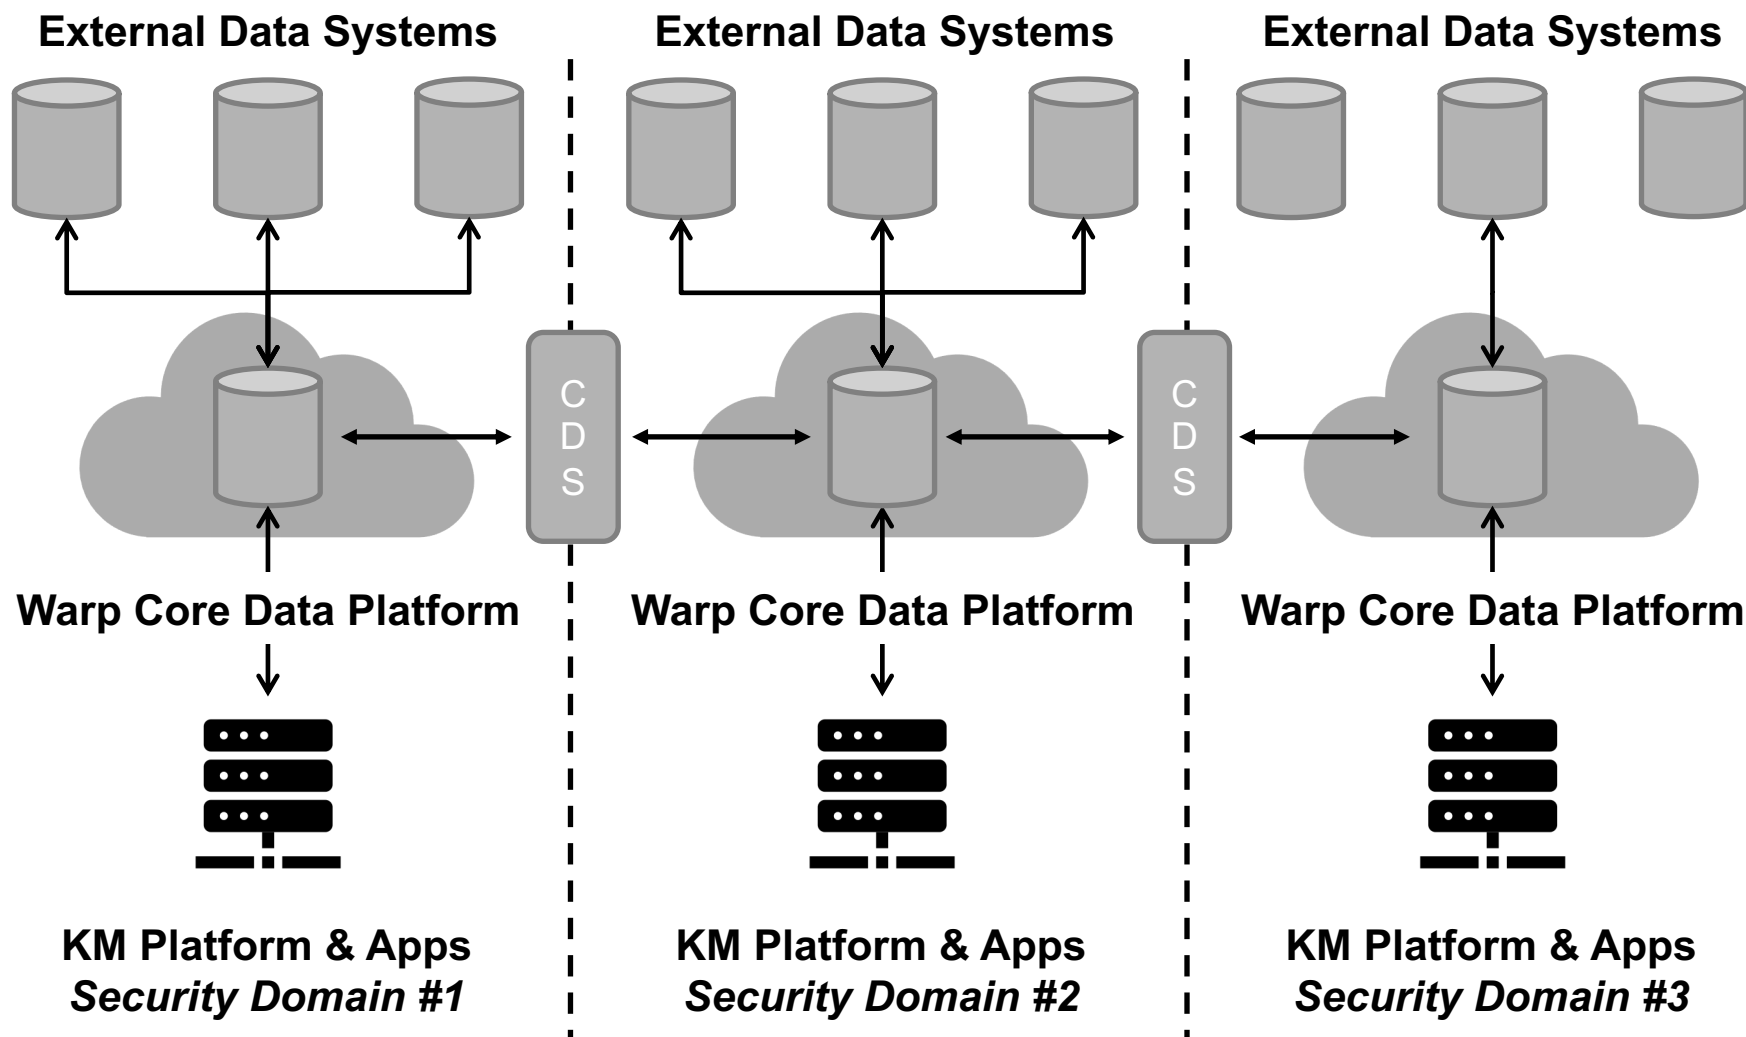 External Data Systems
External Data Systems
External Data Systems
C
D
S
C
D
S
Warp Core Data Platform
Warp Core Data Platform
Warp Core Data Platform
KM Platform & Apps
Security Domain #1
KM Platform & Apps
Security Domain #2
KM Platform & Apps
Security Domain #3